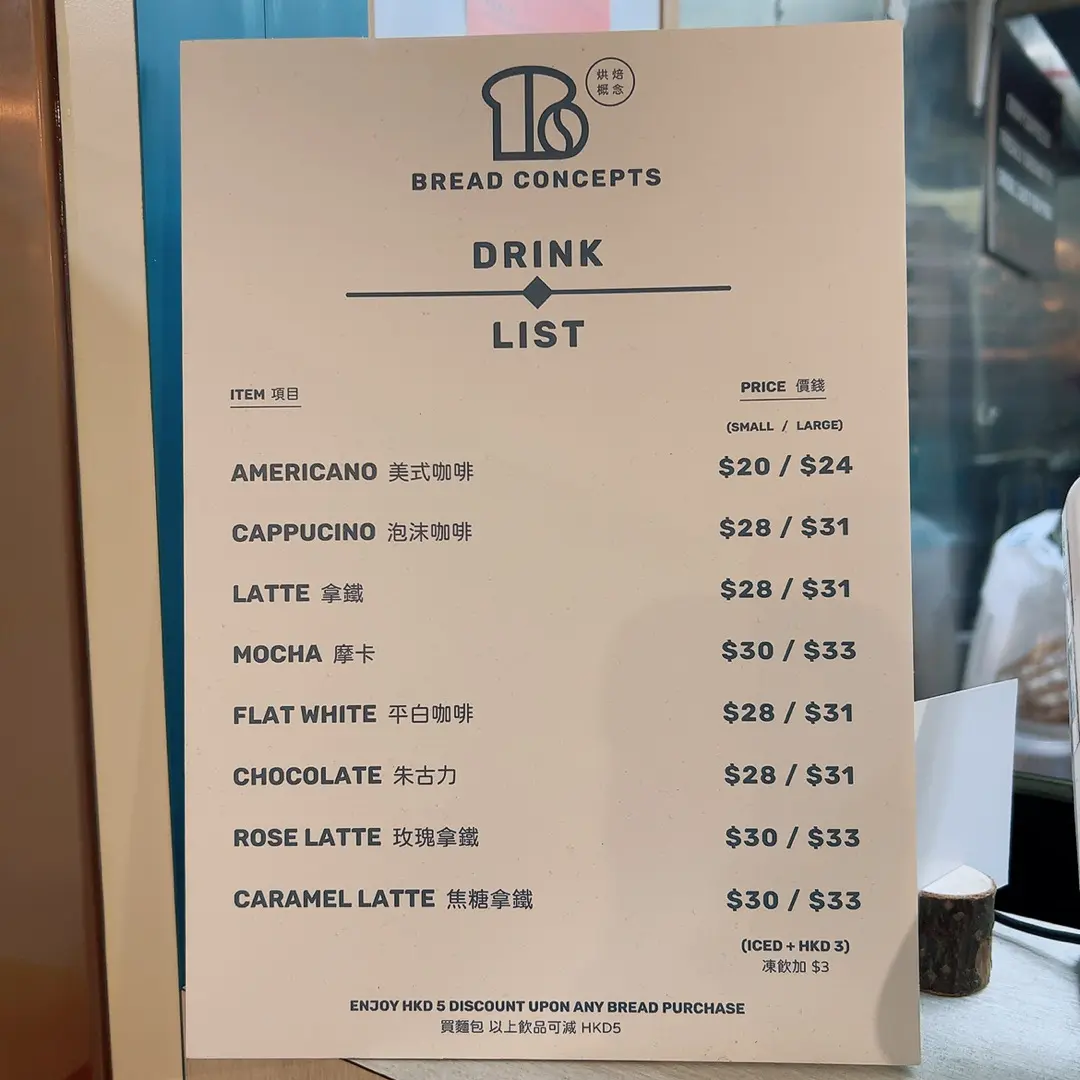 烘焙
概念
BREAD CONCEPTS
DRINK
LIST
ITEM 項目
PRICE 價錢
(SMALL / LARGE)
AMERICANO 美式咖啡 $20 / $24
CAPPUCINO 泡沫咖啡 $28 / $31
LATTE 拿鐵 $28 / $31
MOCHA 摩卡 $30 / $33
FLAT WHITE 平白咖啡 $28 / $31
CHOCOLATE 朱古力 $28 / $31
ROSE LATTE 玫瑰拿鐵 $30 / $33
CARAMEL LATTE 焦糖拿鐵 $30 / $33
(ICED + HKD 3)
凍飲加 $3
ENJOY HKD 5 DISCOUNT UPON ANY BREAD PURCHASE
買麵包 以上飲品可減 HKD5